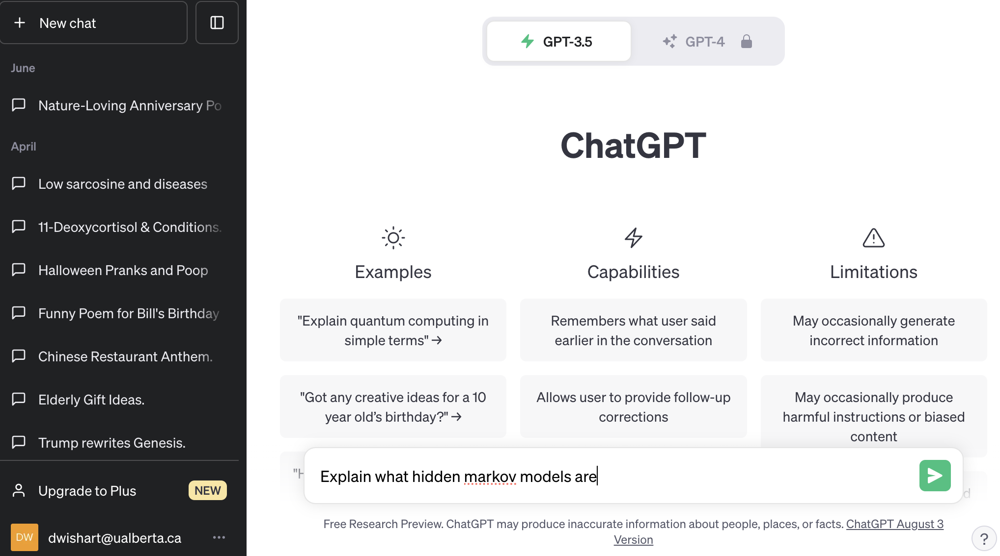 New chat
June
Nature-Loving Anniversary Po
April
Low sarcosine and diseases
11-Deoxycortisol & Conditions.
Halloween Pranks and Poop
Funny Poem for Bill's Birthday
Chinese Restaurant Anthem.
Elderly Gift Ideas.
Trump rewrites Genesis.
Upgrade to Plus NEW
DW dwishart@ualberta.ca
GPT-3.5 GPT-4
ChatGPT
Examples
"Explain quantum computing in
simple terms" →
"Got any creative ideas for a 10
year old’s birthday?" →
"H
Capabilities
Remembers what user said
earlier in the conversation
Allows user to provide follow-up
corrections
Limitations
May occasionally generate
incorrect information
May occasionally produce
harmful instructions or biased
content
d
Explain what hidden markov models are
Free Research Preview. ChatGPT may produce inaccurate information about people, places, or facts. ChatGPT August 3
Version
?